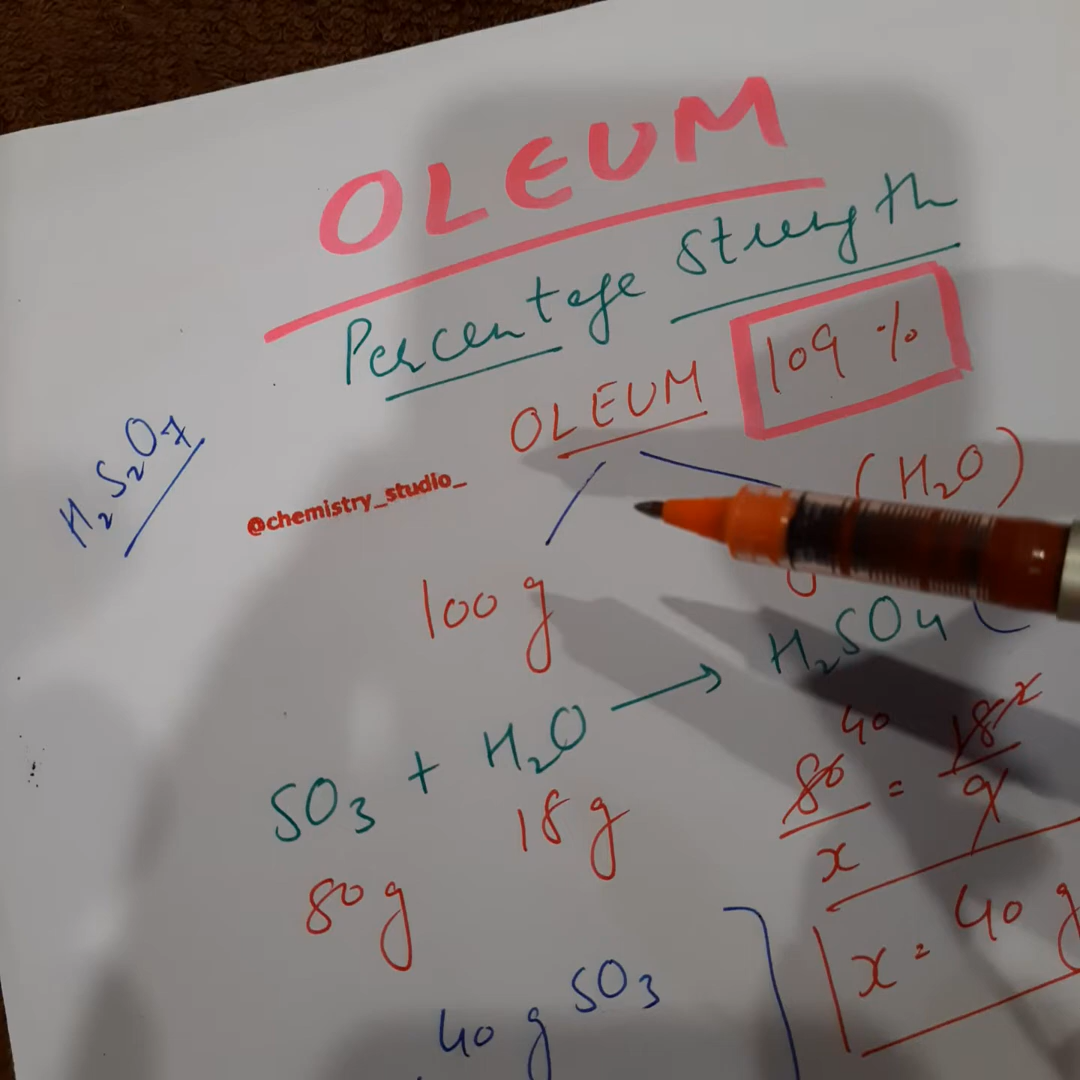 OLEUM
Percentage strength
OLEUM 109 %
H2S2O7
@chemistry_studio_
(H2O)
100 g
g
SO3 + H2O → H2SO4
80 g
18 g
80 40 / x = 18 2 / 9
x = 40 g
40 g SO3